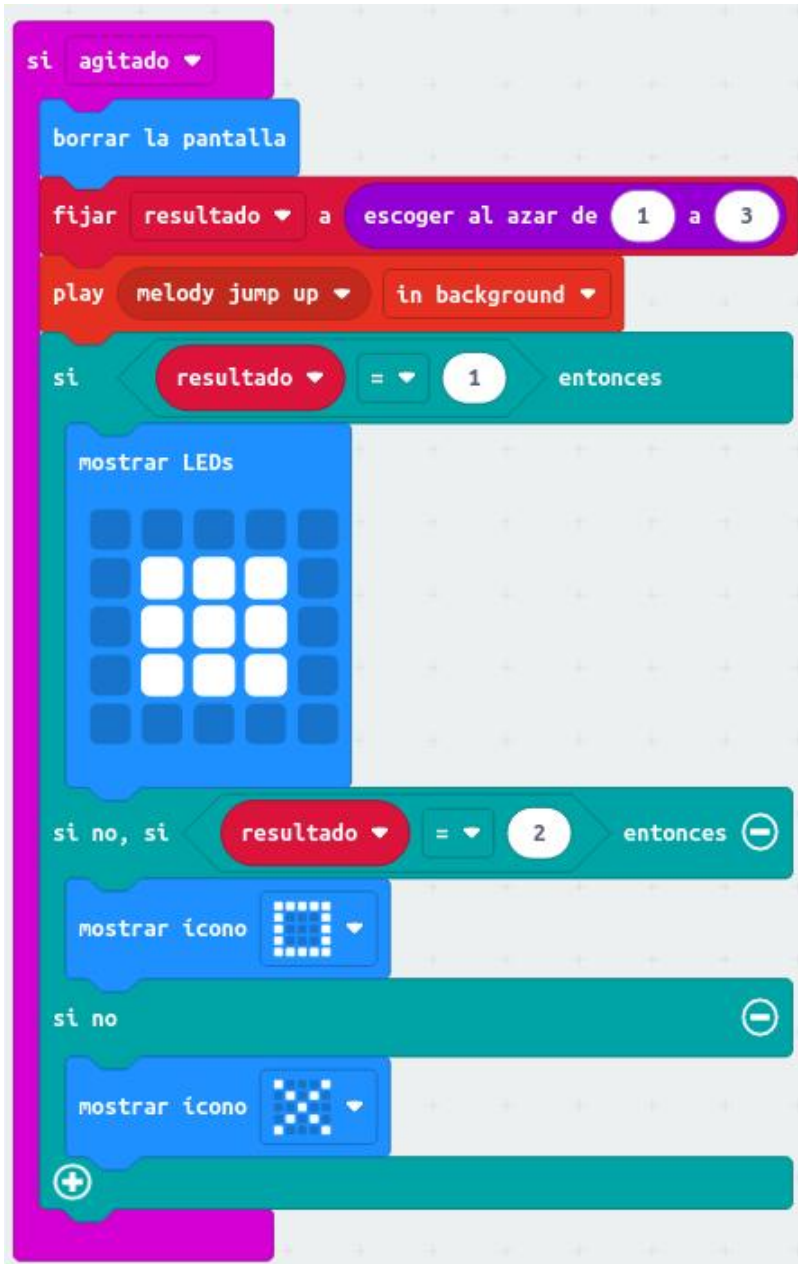 si agitado
borrar la pantalla
fijar resultado a escoger al azar de 1 a 3
play melody jump up in background
si resultado = 1 entonces
mostrar LEDs
si no, si resultado = 2 entonces
mostrar ícono
si no
mostrar ícono